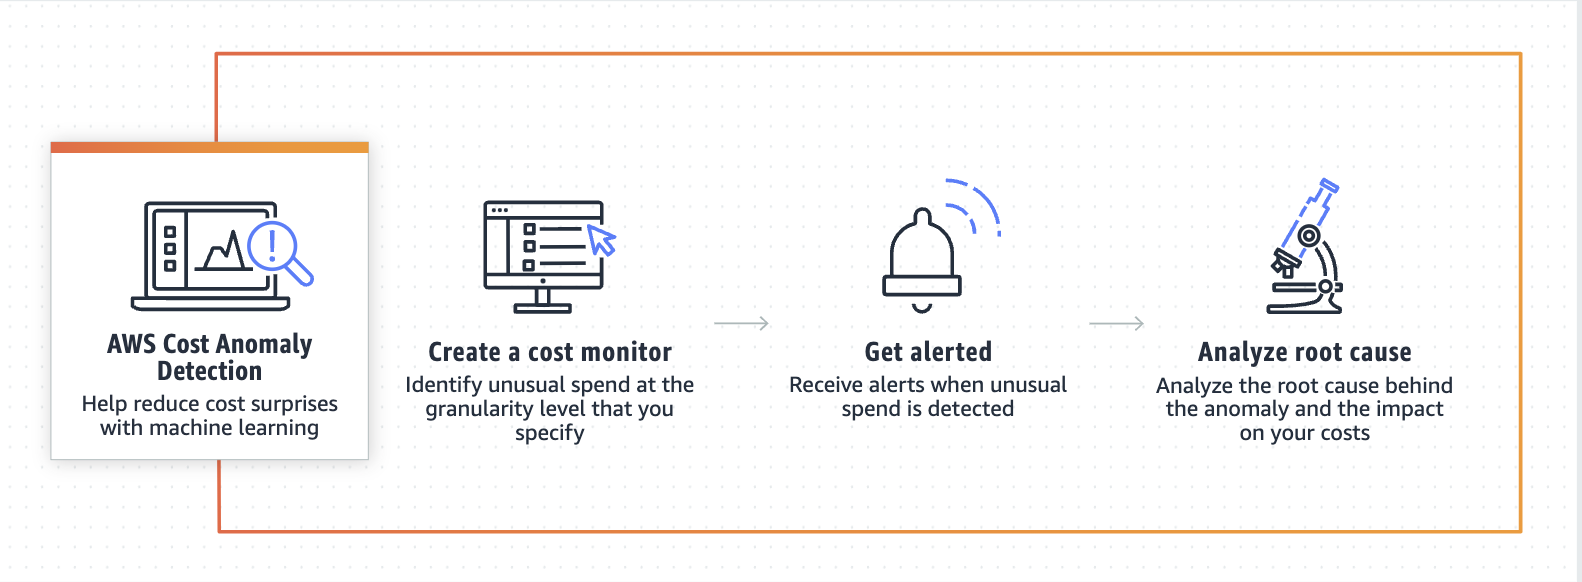 AWS Cost Anomaly
Detection
Help reduce cost surprises
with machine learning
Create a cost monitor
Identify unusual spend at the
granularity level that you
specify
Get alerted
Receive alerts when unusual
spend is detected
Analyze root cause
Analyze the root cause behind
the anomaly and the impact
on your costs